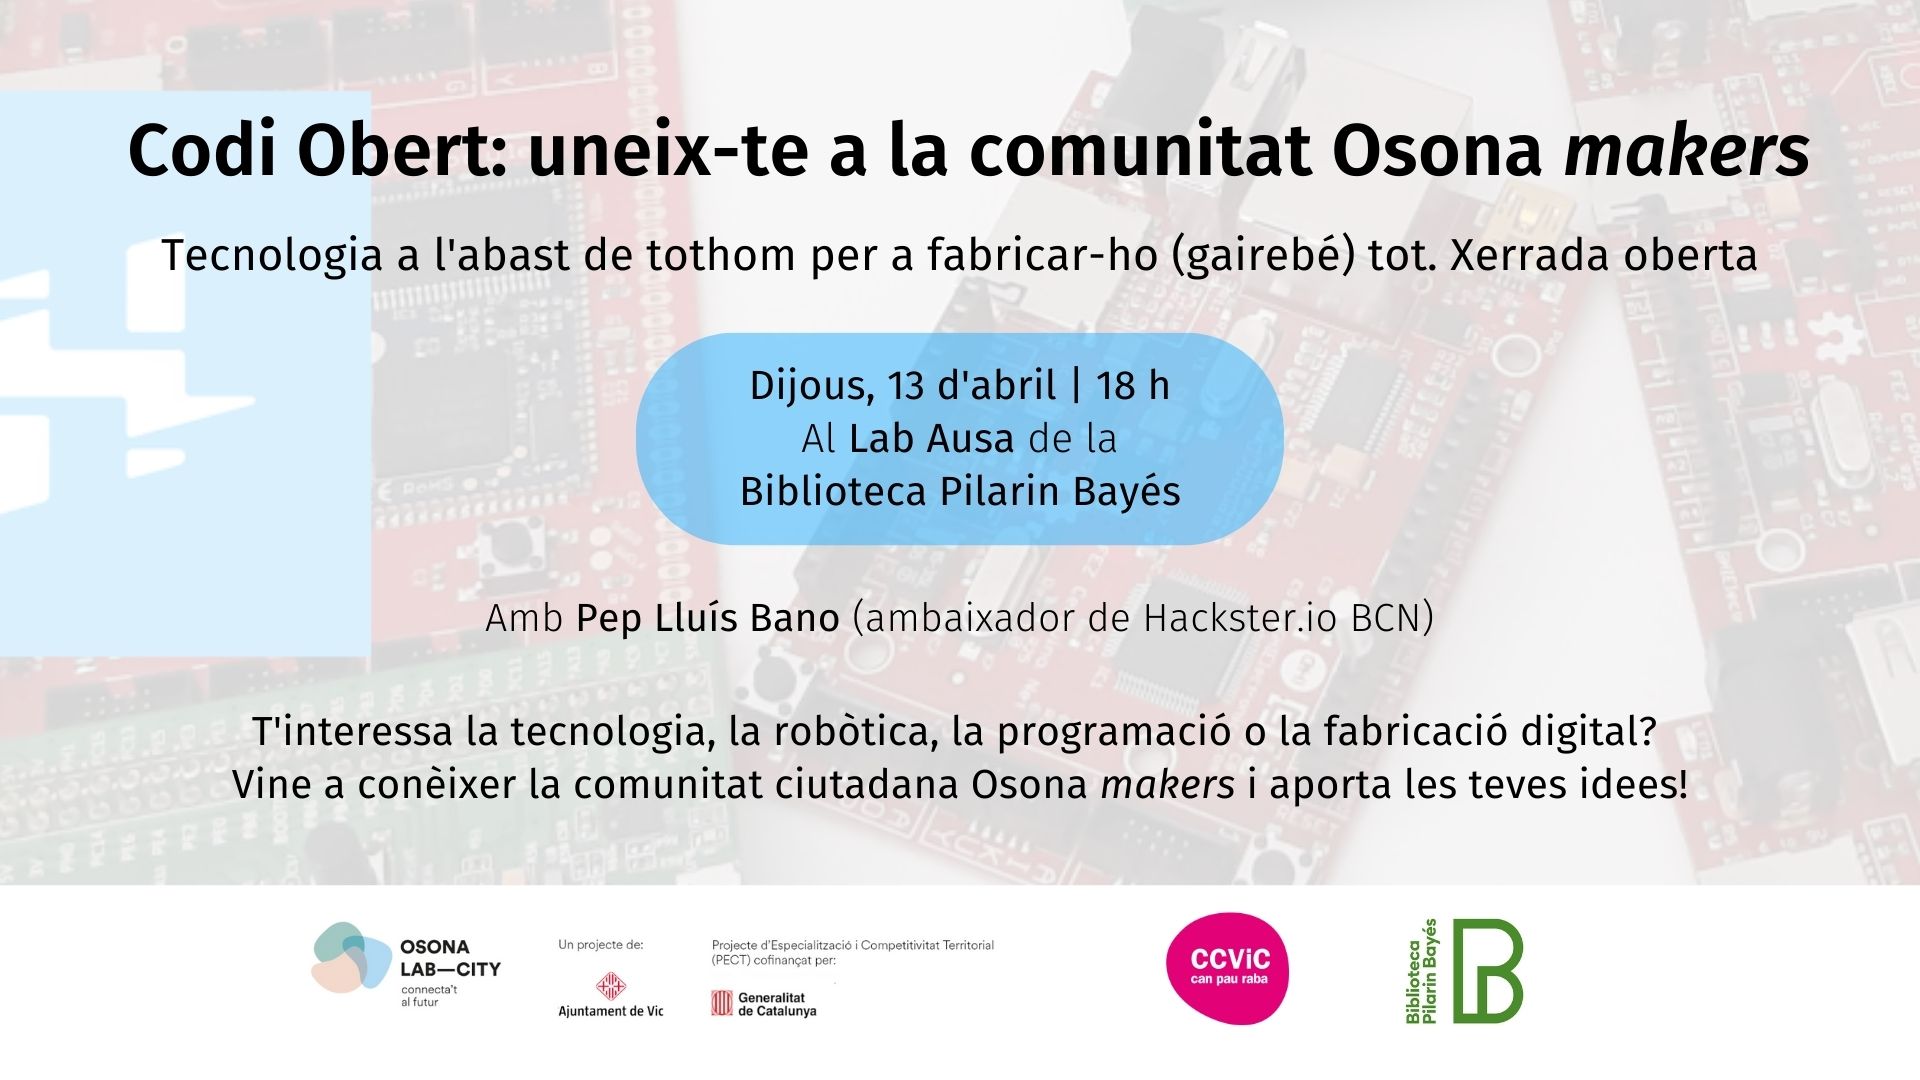 Codi Obert: uneix-te a la comunitat Osona makers
Tecnologia a l'abast de tothom per a fabricar-ho (gairebé) tot. Xerrada oberta
Dijous, 13 d'abril | 18 h
Al Lab Ausa de la
Biblioteca Pilarin Bayés
Amb Pep Lluís Bano (ambaixador de Hackster.io BCN)
T'interessa la tecnologia, la robòtica, la programació o la fabricació digital?
Vine a conèixer la comunitat ciutadana Osona makers i aporta les teves idees!
OSONA
LAB—CITY
connecta't
al futur
Un projecte de:
Ajuntament de Vic
Projecte d'Especialització i Competitivitat Territorial
(PECT) cofinançat per:
Generalitat
de Catalunya
CCViC
can pau raba
Biblioteca
Pilarin Bayés